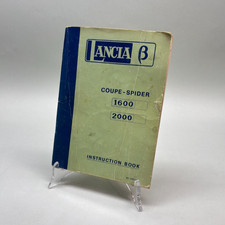 LANCIA β
COUPE-SPIDER
1600
2000
INSTRUCTION BOOK